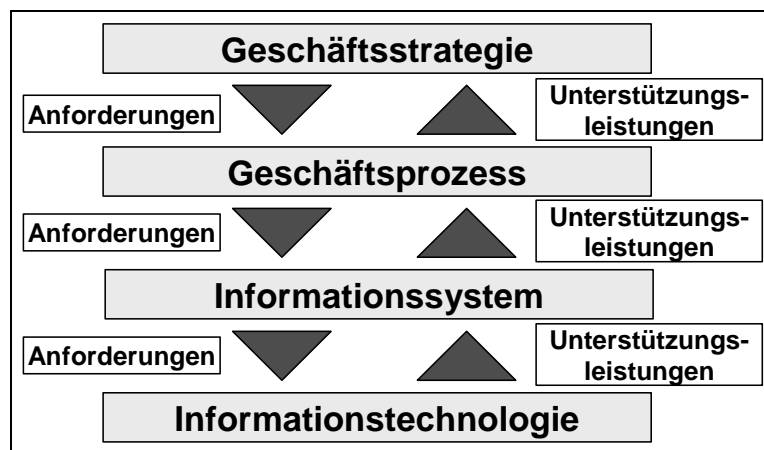 Geschäftsstrategie
Anforderungen
Unterstützungs-
leistungen
Geschäftsprozess
Anforderungen
Unterstützungs-
leistungen
Informationssystem
Anforderungen
Unterstützungs-
leistungen
Informationstechnologie